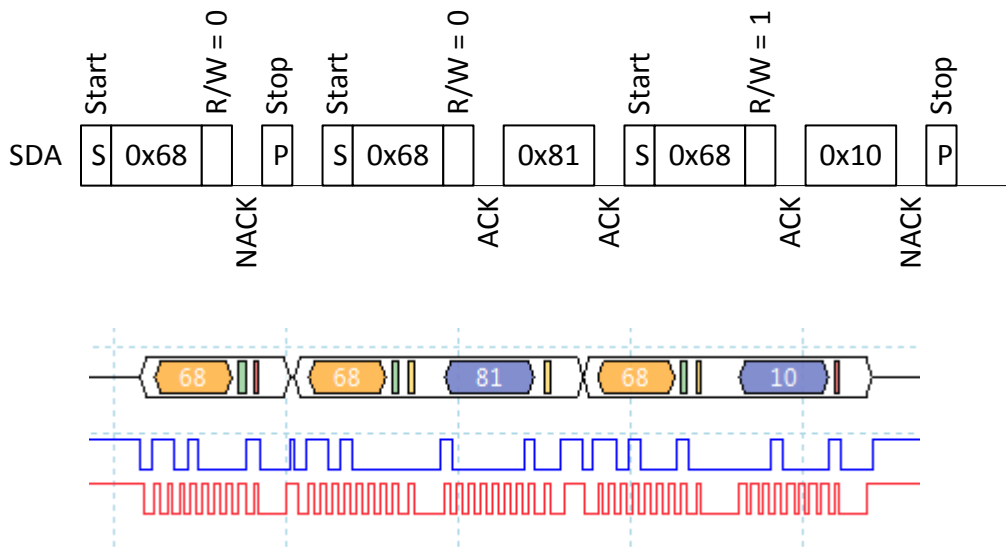 Start R/W = 0 Stop Start R/W = 0 Start R/W = 1 Stop
SDA S 0x68 P S 0x68 0x81 S 0x68 0x10 P
NACK ACK ACK ACK NACK
68 68 81 68 10